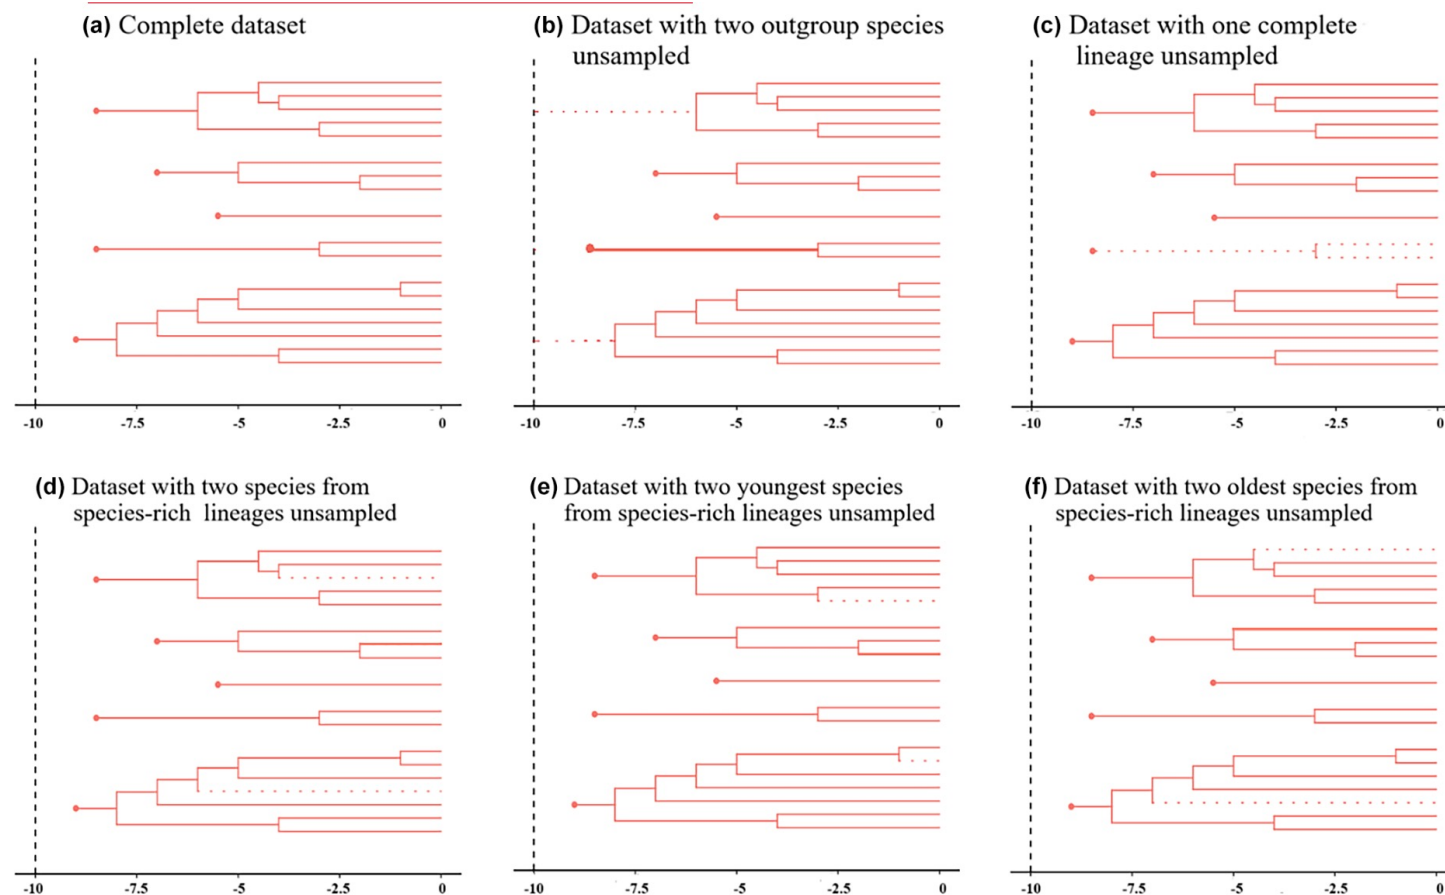 (a) Complete dataset
(b) Dataset with two outgroup species
unsampled
(c) Dataset with one complete
lineage unsampled
-10 -7.5 -5 -2.5 0
-10 -7.5 -5 -2.5 0
-10 -7.5 -5 -2.5 0
(d) Dataset with two species from
species-rich lineages unsampled
(e) Dataset with two youngest species
from species-rich lineages unsampled
(f) Dataset with two oldest species from
species-rich lineages unsampled
-10 -7.5 -5 -2.5 0
-10 -7.5 -5 -2.5 0
-10 -7.5 -5 -2.5 0